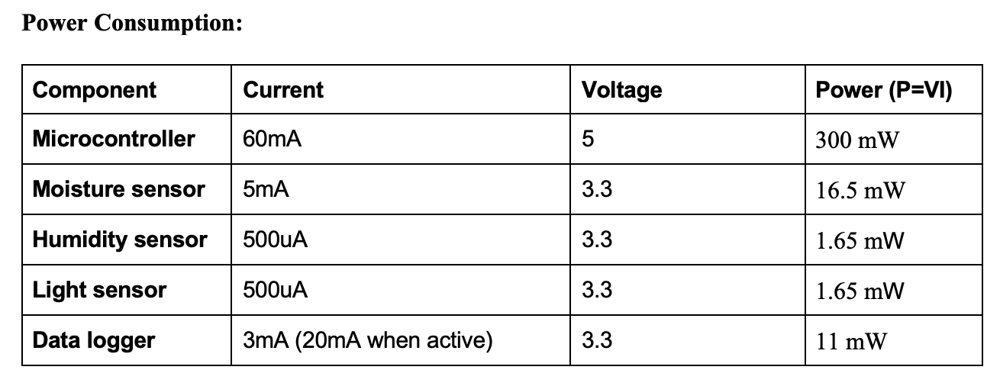 Power Consumption:
Component Current Voltage Power (P=VI)
Microcontroller 60mA 5 300 mW
Moisture sensor 5mA 3.3 16.5 mW
Humidity sensor 500uA 3.3 1.65 mW
Light sensor 500uA 3.3 1.65 mW
Data logger 3mA (20mA when active) 3.3 11 mW